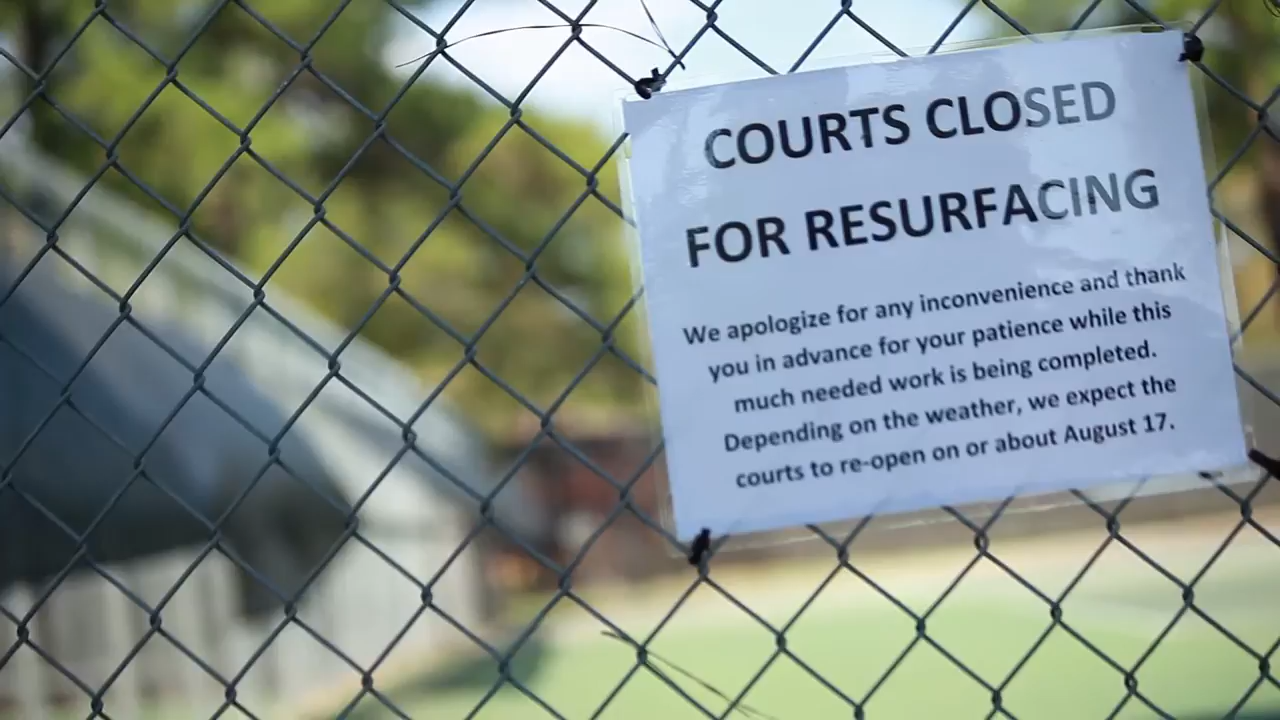 COURTS CLOSED
FOR RESURFACING
We apologize for any inconvenience and thank
you in advance for your patience while this
much needed work is being completed.
Depending on the weather, we expect the
courts to re-open on or about August 17.